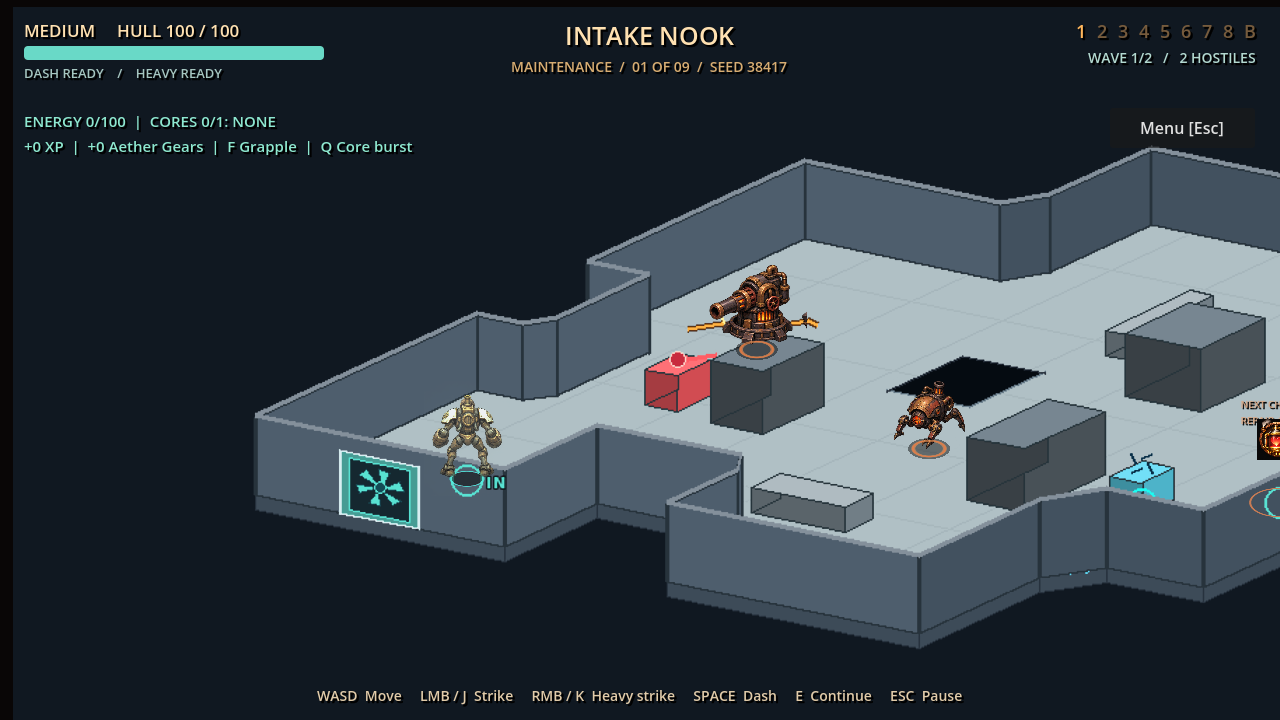 MEDIUM HULL 100 / 100
DASH READY / HEAVY READY
ENERGY 0/100 | CORES 0/1: NONE
+0 XP | +0 Aether Gears | F Grapple | Q Core burst
INTAKE NOOK
MAINTENANCE / 01 OF 09 / SEED 38417
1 2 3 4 5 6 7 8 B
WAVE 1/2 / 2 HOSTILES
Menu [Esc]
NEXT CH
IN
WASD Move LMB / J Strike RMB / K Heavy strike SPACE Dash E Continue ESC Pause